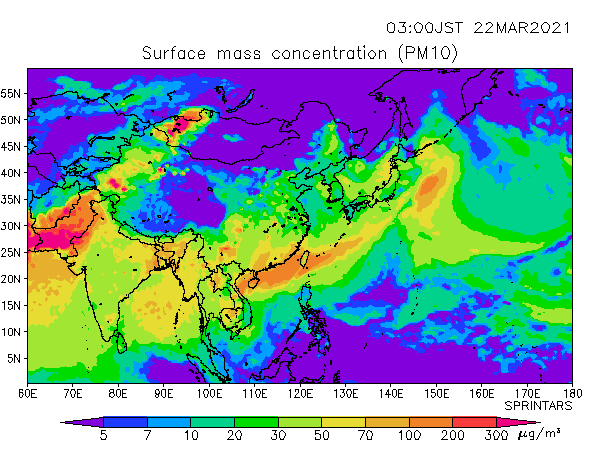 03:00JST 22MAR2021
Surface mass concentration (PM10)
55N
50N
45N
40N
35N
30N
25N
20N
15N
10N
5N
60E 70E 80E 90E 100E 110E 120E 130E 140E 150E 160E 170E 180
SPRINTARS
5 7 10 20 30 50 70 100 200 300 μg/m³